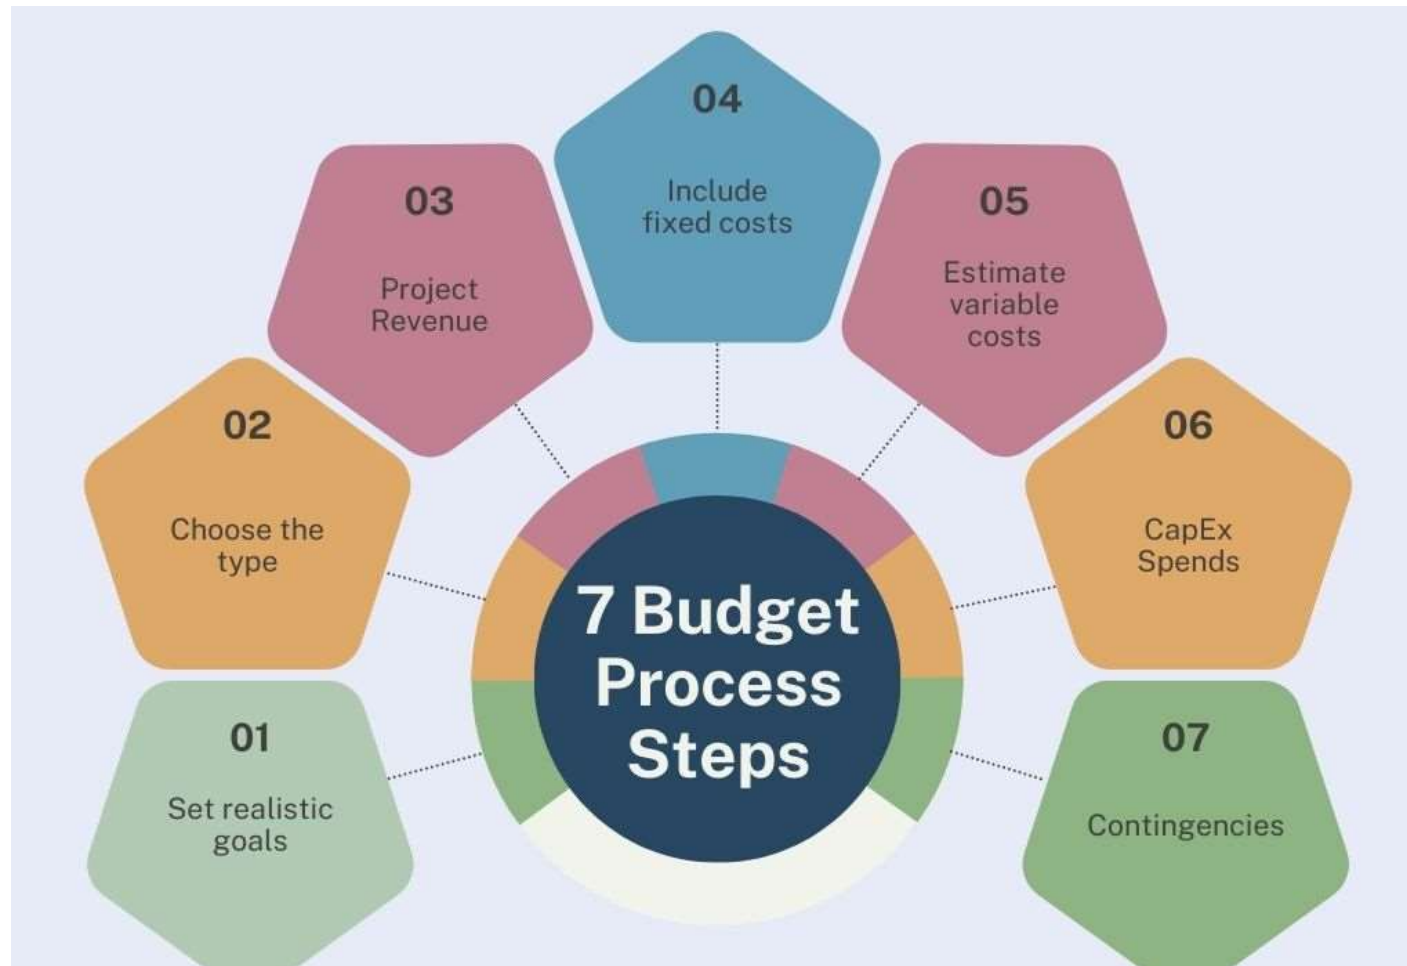 04
Include
fixed costs
03
Project
Revenue
05
Estimate
variable
costs
02
Choose the
type
06
CapEx
Spends
7 Budget
Process
Steps
01
Set realistic
goals
07
Contingencies